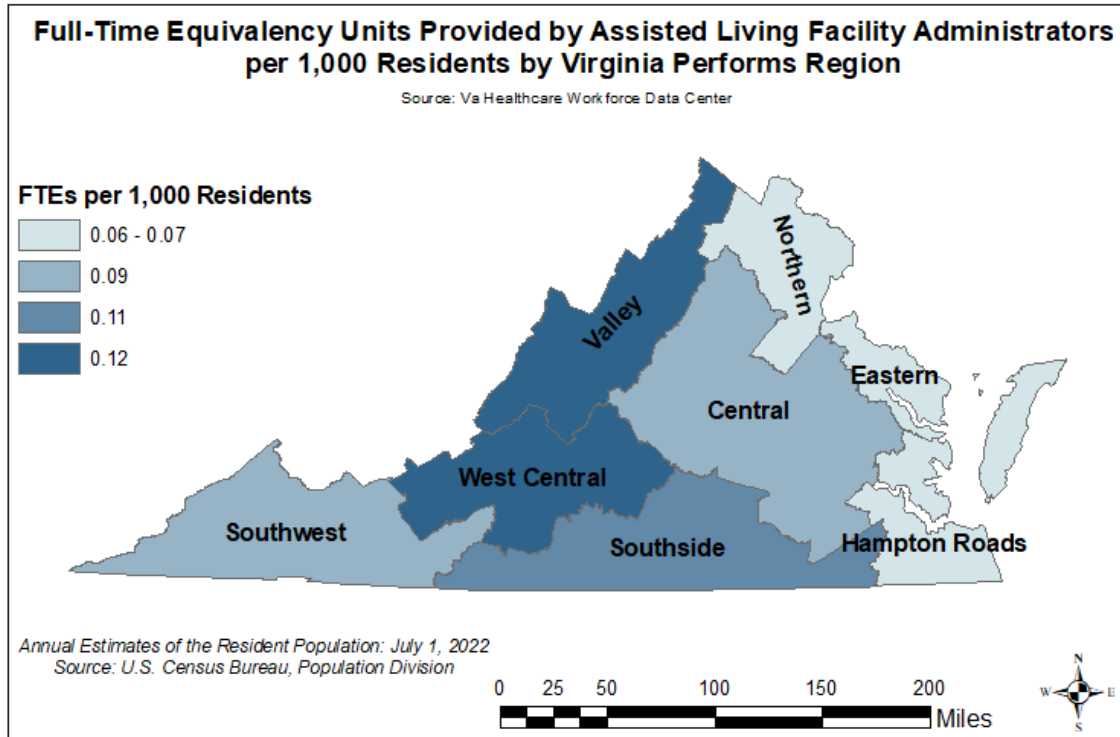 Full-Time Equivalency Units Provided by Assisted Living Facility Administrators
per 1,000 Residents by Virginia Performs Region
Source: Va Healthcare Workforce Data Center
FTEs per 1,000 Residents
0.06 - 0.07
0.09
0.11
0.12
Northern
Valley
Eastern
Central
West Central
Southwest
Southside
Hampton Roads
Annual Estimates of the Resident Population: July 1, 2022
Source: U.S. Census Bureau, Population Division
0 25 50 100 150 200
Miles
N
W E
S